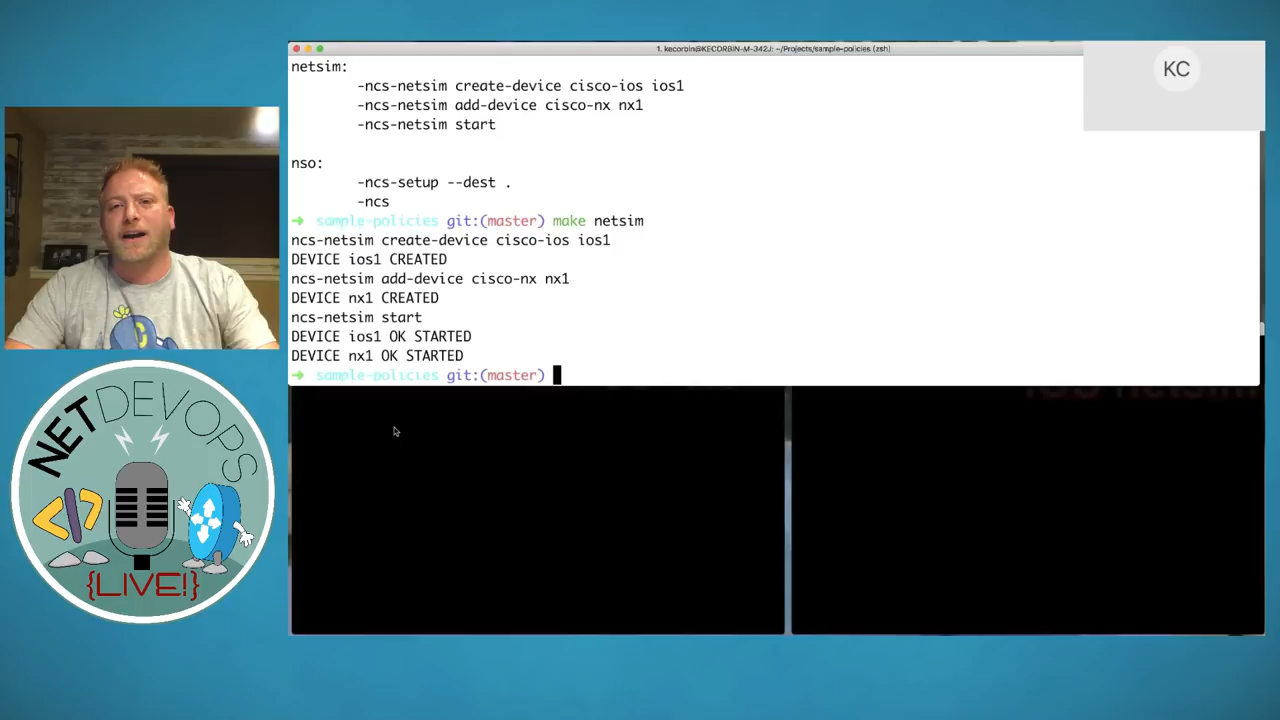 1. kecorbin@KECORBIN-M-342J: ~/Projects/sample-policies (zsh)
KC
netsim:
-ncs-netsim create-device cisco-ios ios1
-ncs-netsim add-device cisco-nx nx1
-ncs-netsim start
nso:
-ncs-setup --dest .
-ncs
➜ sample-policies git:(master) make netsim
ncs-netsim create-device cisco-ios ios1
DEVICE ios1 CREATED
ncs-netsim add-device cisco-nx nx1
DEVICE nx1 CREATED
ncs-netsim start
DEVICE ios1 OK STARTED
DEVICE nx1 OK STARTED
➜ sample-policies git:(master)
NETDEVOPS
</>
{LIVE!}